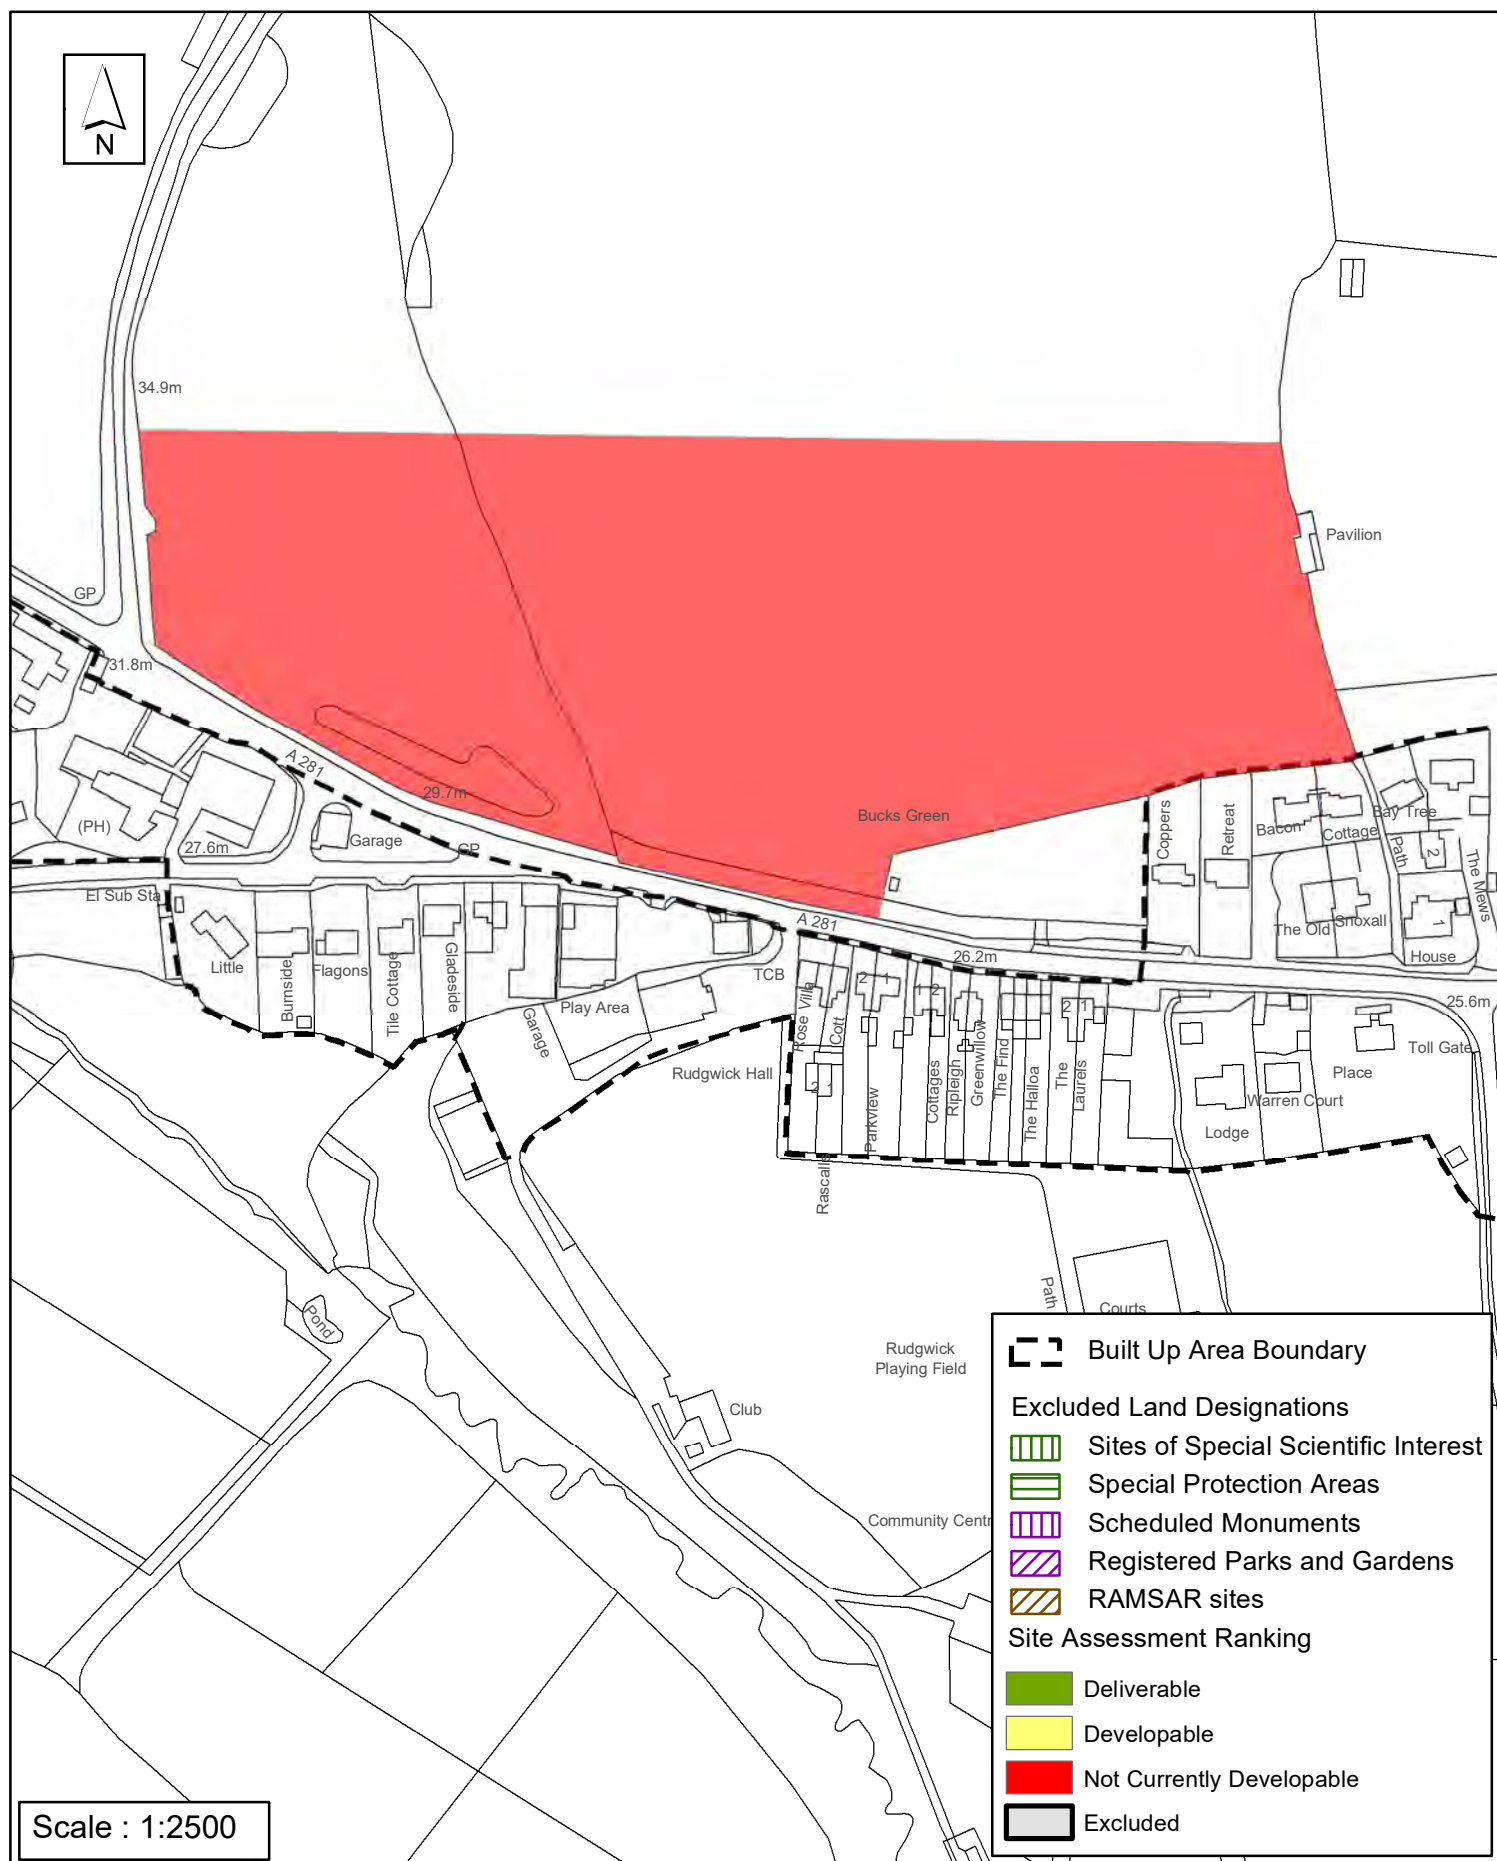 N
34.9m
Pavilion
GP
31.8m
A 281
29.7m
Bucks Green
(PH)
27.6m
Garage
GP
Coppers
Retreat
Bacon
Cottage
Bay Tree
Path
2
The Mews
El Sub Sta
Little
Burnside
Flagons
Tile Cottage
Gladeside
Garage
Play Area
TCB
A 281
26.2m
The Old
Snoxall
1
House
25.6m
Rudgwick Hall
Rose Villa
Cott
2
1
1
2
2
1
2
1
Rascalls
Parkview
Cottages
Ripleigh
Greenwillow
The Find
The Halloa
The
Laurels
Toll Gate
Place
Warren Court
Lodge
Pond
Path
Courts
Rudgwick
Playing Field
Club
Community Centr
Built Up Area Boundary
Excluded Land Designations
Sites of Special Scientific Interest
Special Protection Areas
Scheduled Monuments
Registered Parks and Gardens
RAMSAR sites
Site Assessment Ranking
Deliverable
Developable
Not Currently Developable
Excluded
Scale : 1:2500